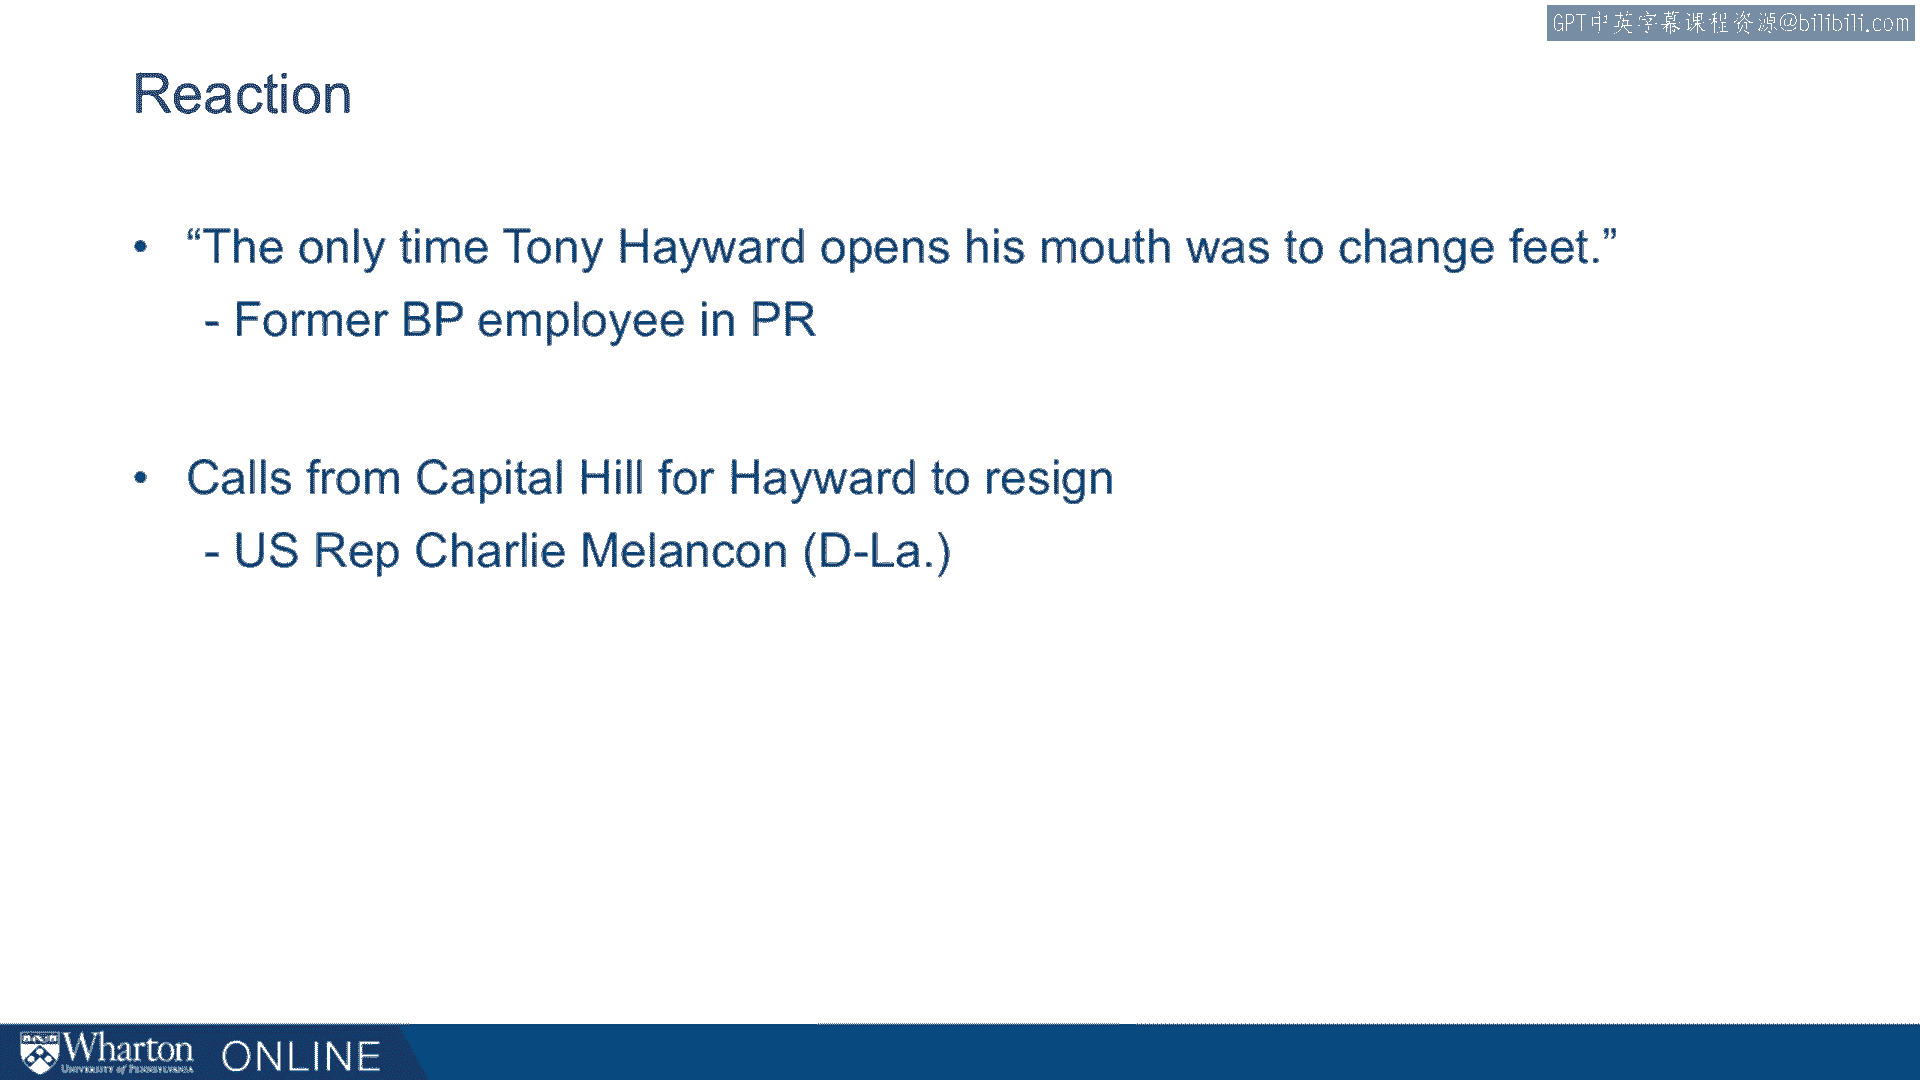 GPT中英字幕课程资源@bilibili.com
Reaction
• “The only time Tony Hayward opens his mouth was to change feet.”
- Former BP employee in PR
• Calls from Capital Hill for Hayward to resign
- US Rep Charlie Melancon (D-La.)
Wharton
UNIVERSITY of PENNSYLVANIA
ONLINE